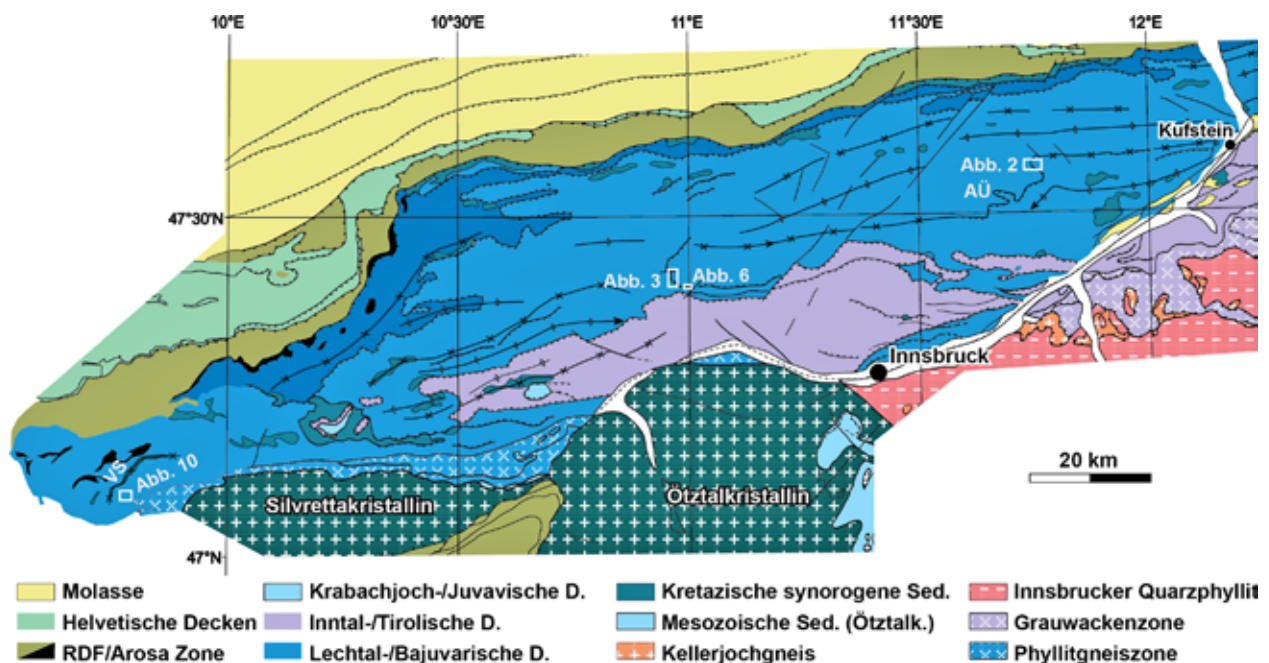 10°E 10°30'E 11°E 11°30'E 12°E
Kufstein
Abb. 2
AÜ
47°30'N
Abb. 3 Abb. 6
Innsbruck
VS Abb. 10
20 km
Silvrettakristallin Ötztalkristallin
47°N
Molasse Krabachjoch-/Juvavische D. Kretazische synorogene Sed. Innsbrucker Quarzphyllit
Helvetische Decken Inntal-/Tirolische D. Mesozoische Sed. (Ötztalk.) Grauwackenzone
RDF/Arosa Zone Lechtal-/Bajuvarische D. Kellerjochgneis Phyllitgneiszone